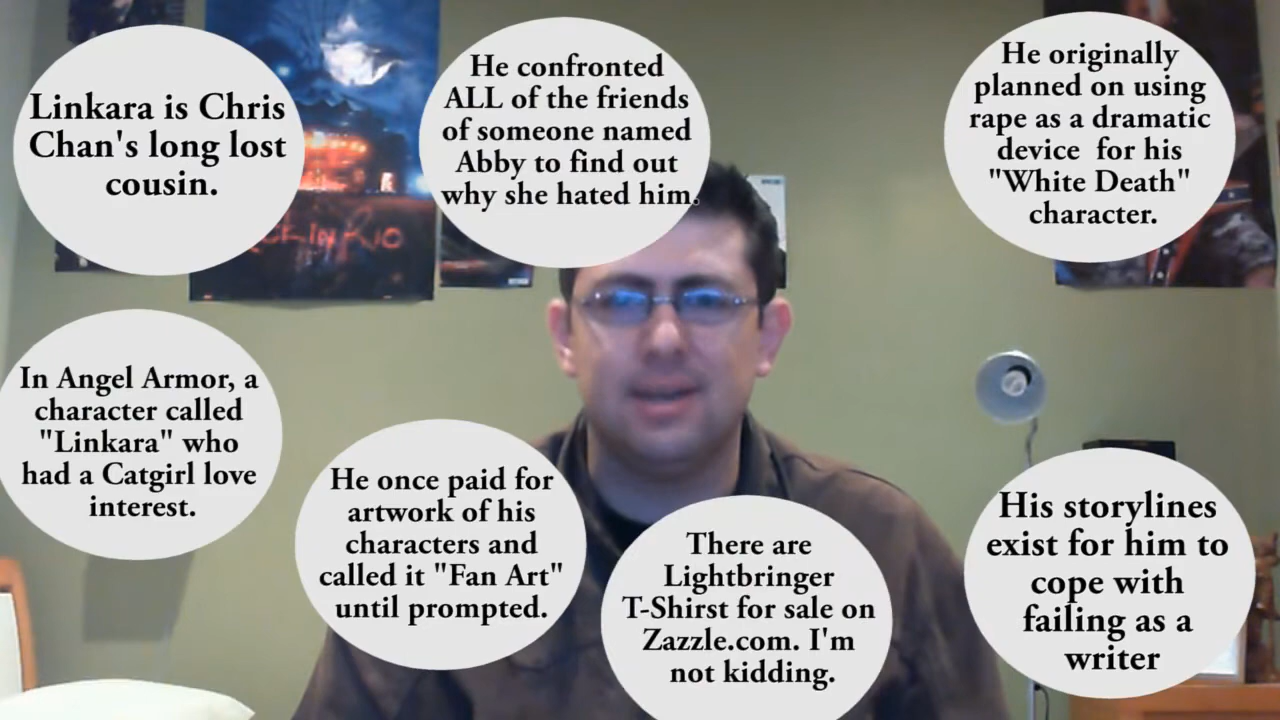 Linkara is Chris
Chan's long lost
cousin.
He confronted
ALL of the friends
of someone named
Abby to find out
why she hated him.
He originally
planned on using
rape as a dramatic
device for his
"White Death"
character.
In Angel Armor, a
character called
"Linkara" who
had a Catgirl love
interest.
He once paid for
artwork of his
characters and
called it "Fan Art"
until prompted.
There are
Lightbringer
T-Shirst for sale on
Zazzle.com. I'm
not kidding.
His storylines
exist for him to
cope with
failing as a
writer
IN RIO